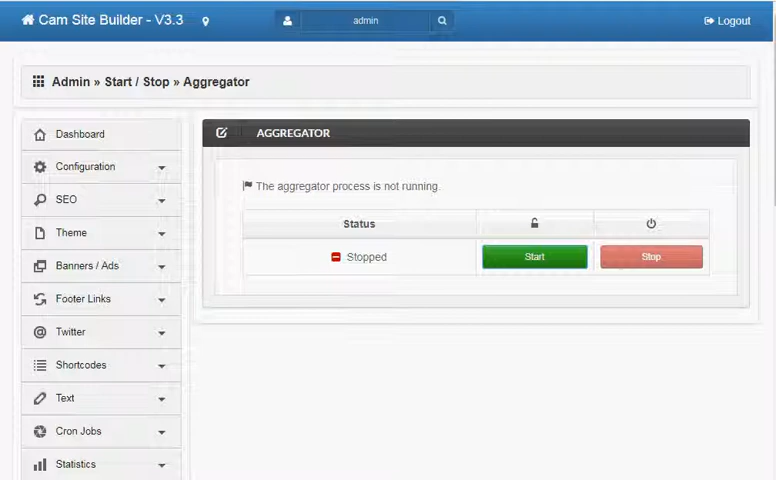 Cam Site Builder - V3.3
admin
Logout
Admin » Start / Stop » Aggregator
Dashboard
Configuration
SEO
Theme
Banners / Ads
Footer Links
Twitter
Shortcodes
Text
Cron Jobs
Statistics
AGGREGATOR
The aggregator process is not running.
Status
Stopped Start Stop